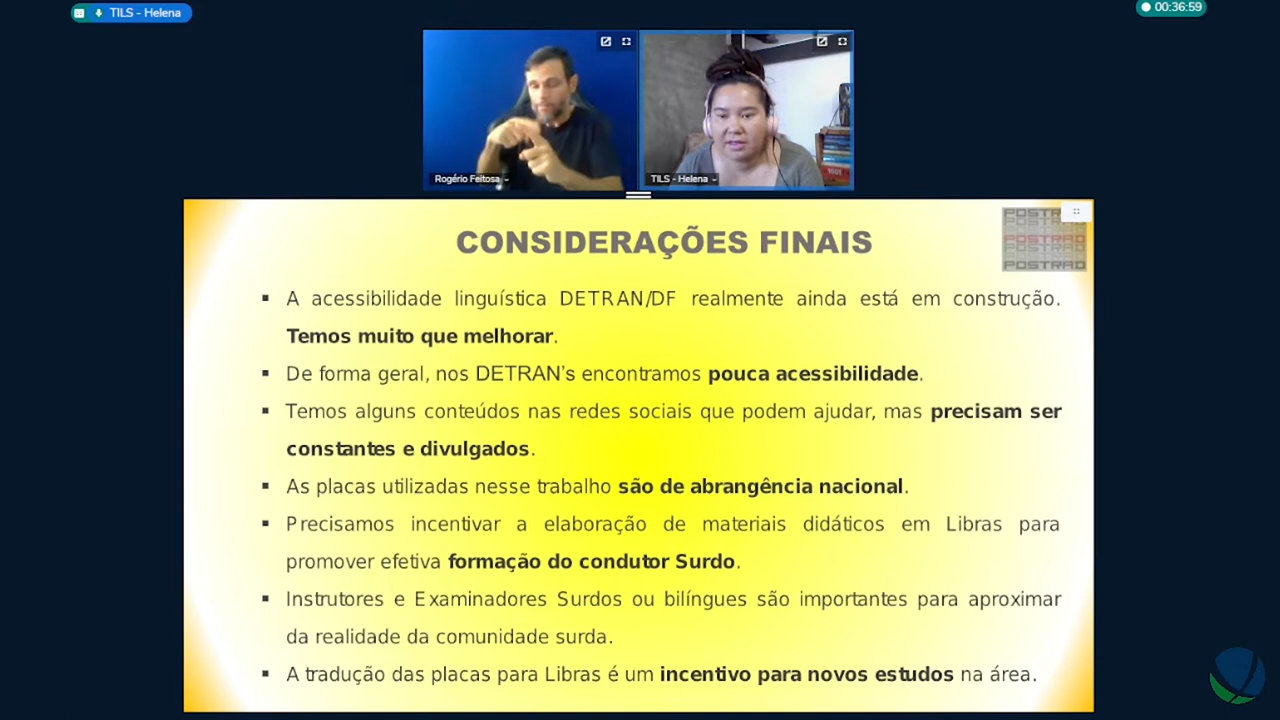 TILS - Helena
00:36:59
Rogério Feitosa
TILS - Helena
1001
CONSIDERAÇÕES FINAIS
POSTRAD
POSTRAD
POSTRAD
▪ A acessibilidade linguística DETRAN/DF realmente ainda está em construção.
Temos muito que melhorar.
▪ De forma geral, nos DETRAN's encontramos pouca acessibilidade.
▪ Temos alguns conteúdos nas redes sociais que podem ajudar, mas precisam ser
constantes e divulgados.
▪ As placas utilizadas nesse trabalho são de abrangência nacional.
▪ Precisamos incentivar a elaboração de materiais didáticos em Libras para
promover efetiva formação do condutor Surdo.
▪ Instrutores e Examinadores Surdos ou bilíngues são importantes para aproximar
da realidade da comunidade surda.
▪ A tradução das placas para Libras é um incentivo para novos estudos na área.